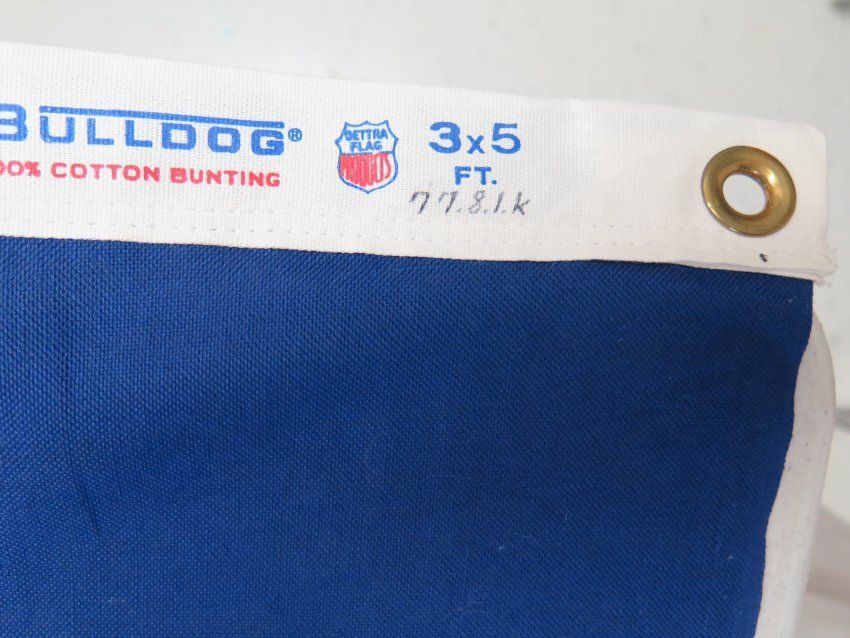 BULLDOG®
00% COTTON BUNTING
DETTRA
FLAG
PRODUCTS
3x5
FT.
77.8.1.k